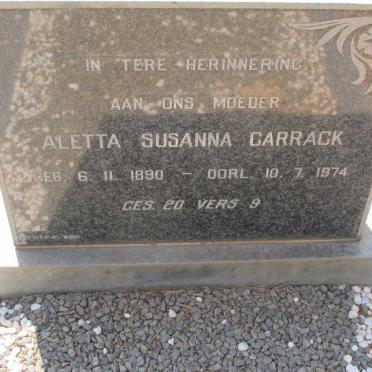 IN TERE HERINNERING
AAN ONS MOEDER
ALETTA SUSANNA CARRACK
GEB. 6. 11. 1890 - OORL. 10. 7. 1974
GES. 20 VERS 9